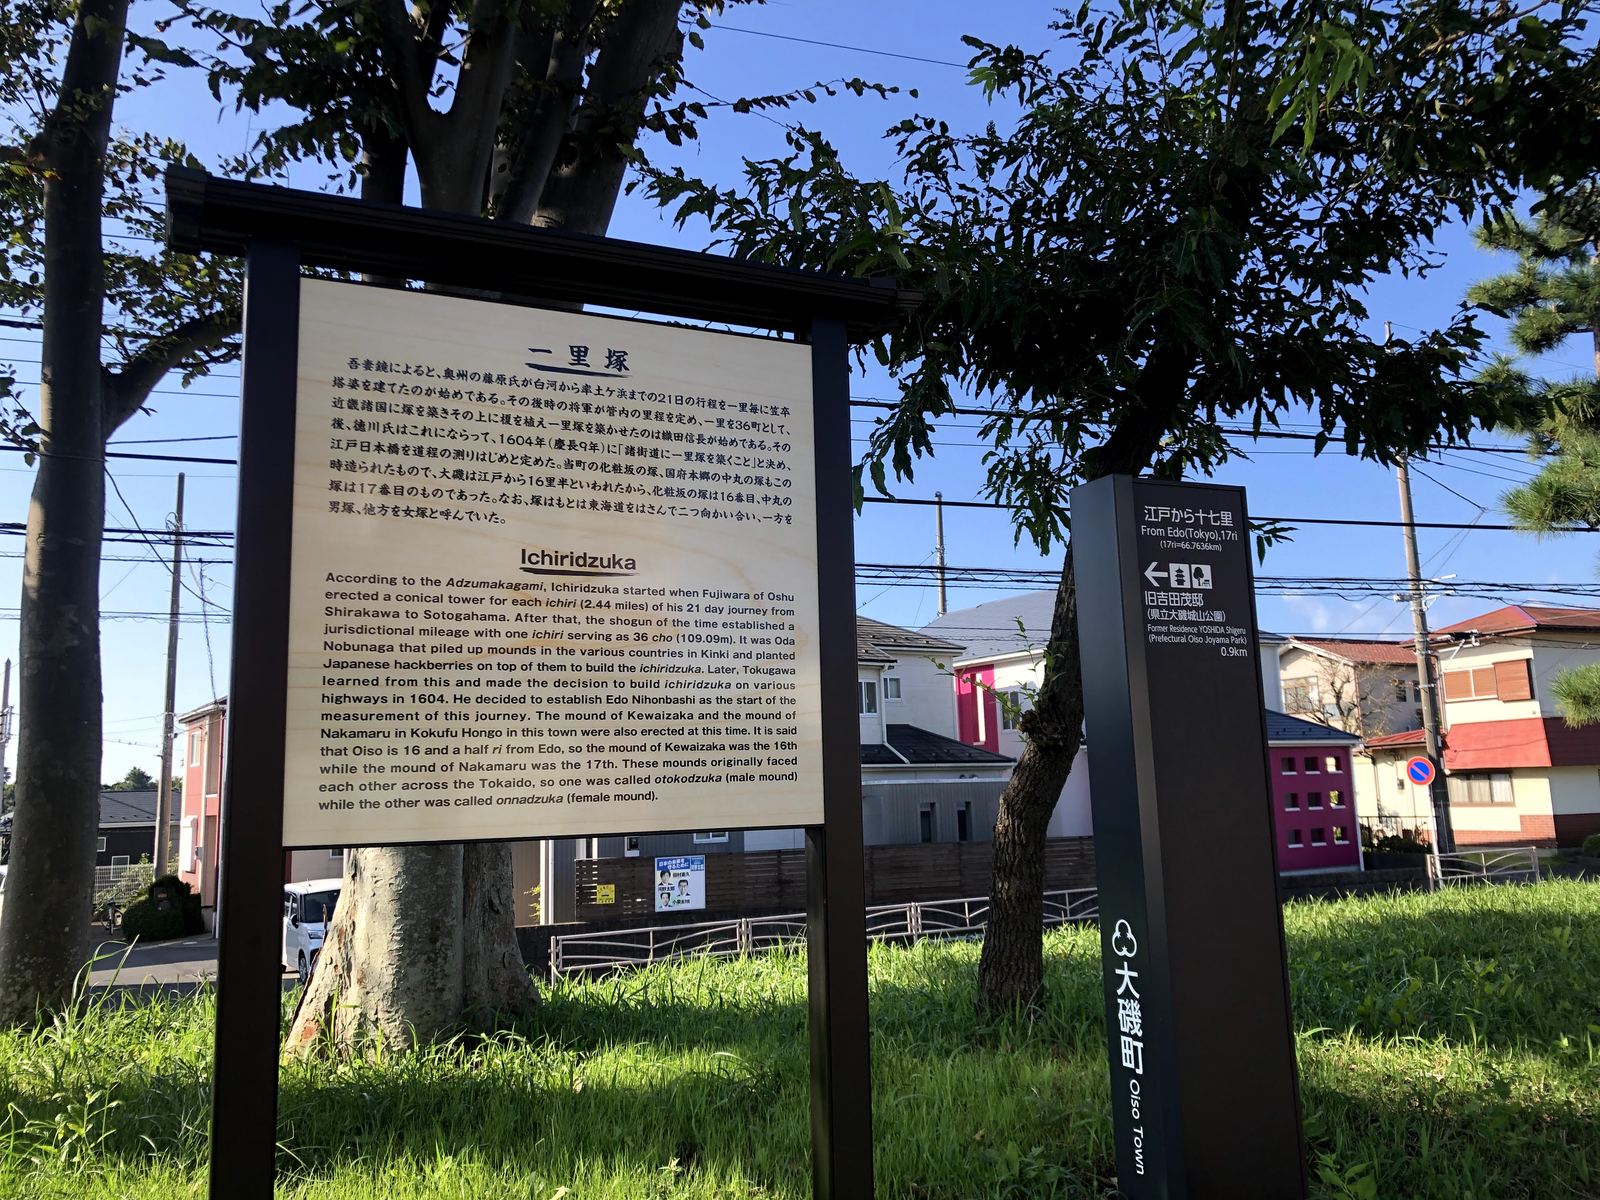 一里塚
吾妻鏡によると、奥州の藤原氏が白河から率土ケ浜までの21日の行程を一里毎に笠卒
塔姿を建てたのが始めである。その後時の将軍が管内の里程を定め、一里を36町として、
近畿諸国に塚を築きその上に榎を植え一里塚を築かせたのは織田信長が始めである。その
後、徳川氏はこれにならって、1604年(慶長9年)に「諸街道に一里塚を築くこと」と決め、
江戸日本橋を道程の測りはじめと定めた。当町の化粧坂の塚、国府本郷の中丸の塚もこの
時造られたもので、大磯は江戸から16里半といわれたから、化粧坂の塚は16番目、中丸の
塚は17番目のものであった。なお、塚はもとは東海道をはさんで二つ向かい合い、一方を
男塚、他方を女塚と呼んでいた。
Ichiridzuka
According to the Adzumakagami, Ichiridzuka started when Fujiwara of Oshu
erected a conical tower for each ichiri (2.44 miles) of his 21 day journey from
Shirakawa to Sotogahama. After that, the shogun of the time established a
jurisdictional mileage with one ichiri serving as 36 cho (109.09m). It was Oda
Nobunaga that piled up mounds in the various countries in Kinki and planted
Japanese hackberries on top of them to build the ichiridzuka. Later, Tokugawa
learned from this and made the decision to build ichiridzuka on various
highways in 1604. He decided to establish Edo Nihonbashi as the start of the
measurement of this journey. The mound of Kewaizaka and the mound of
Nakamaru in Kokufu Hongo in this town were also erected at this time. It is said
that Oiso is 16 and a half ri from Edo, so the mound of Kewaizaka was the 16th
while the mound of Nakamaru was the 17th. These mounds originally faced
each other across the Tokaido, so one was called otokodzuka (male mound)
while the other was called onnadzuka (female mound).
江戸から十七里
From Edo(Tokyo),17ri
(17ri=66.7636km)
旧吉田茂邸
(県立大磯城山公園)
Former Residence YOSHIDA Shigeru
(Prefectural Oiso Joyama Park)
0.9km
大磯町 Oiso Town